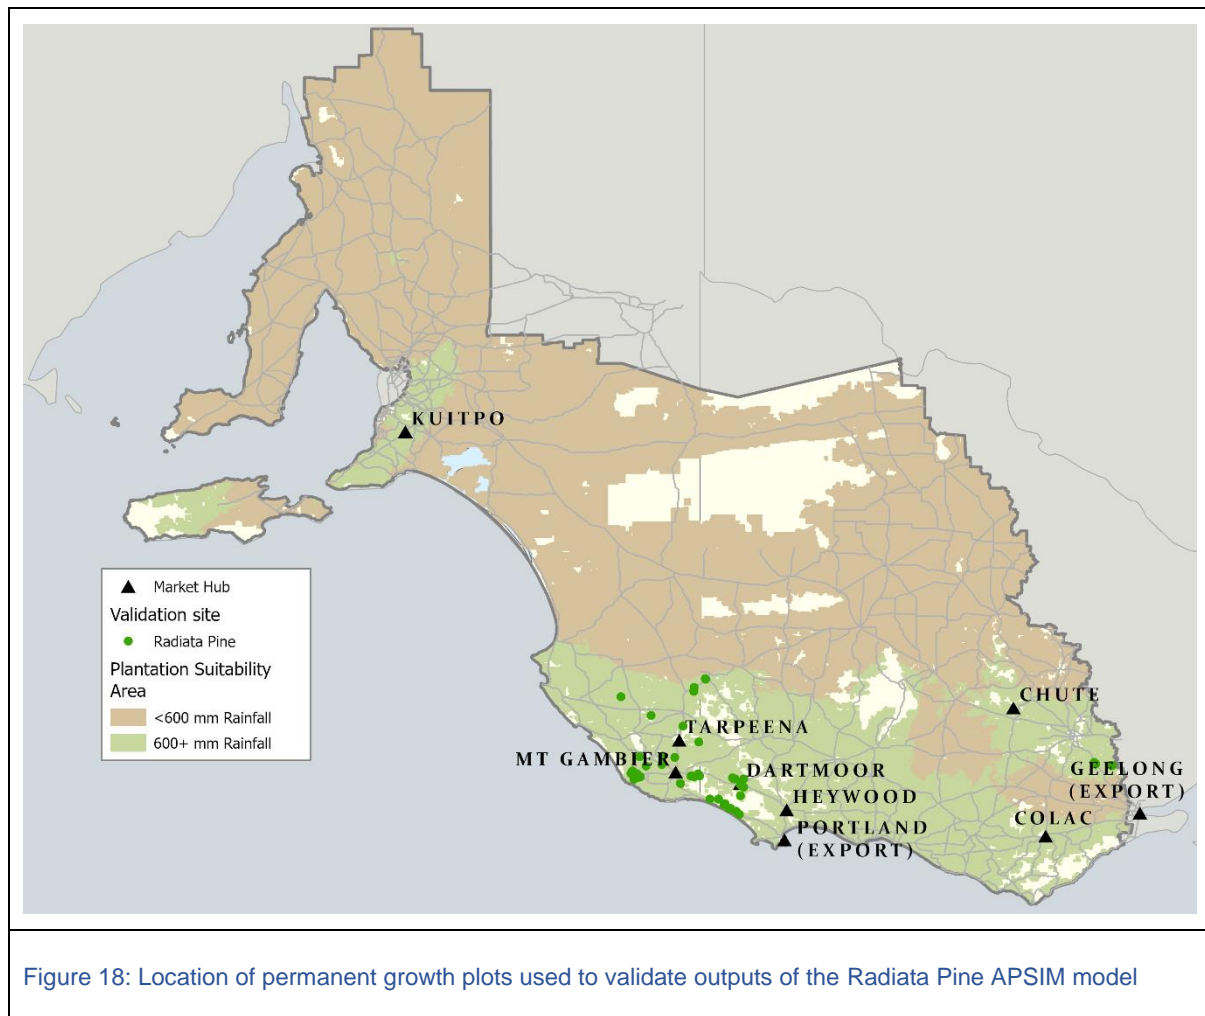 KUITPO
Market Hub
Validation site
Radiata Pine
Plantation Suitability
Area
<600 mm Rainfall
600+ mm Rainfall
CHUTE
TARPEENA
MT GAMBIER
DARTMOOR
GEELONG
(EXPORT)
HEYWOOD
COLAC
PORTLAND
(EXPORT)
Figure 18: Location of permanent growth plots used to validate outputs of the Radiata Pine APSIM model